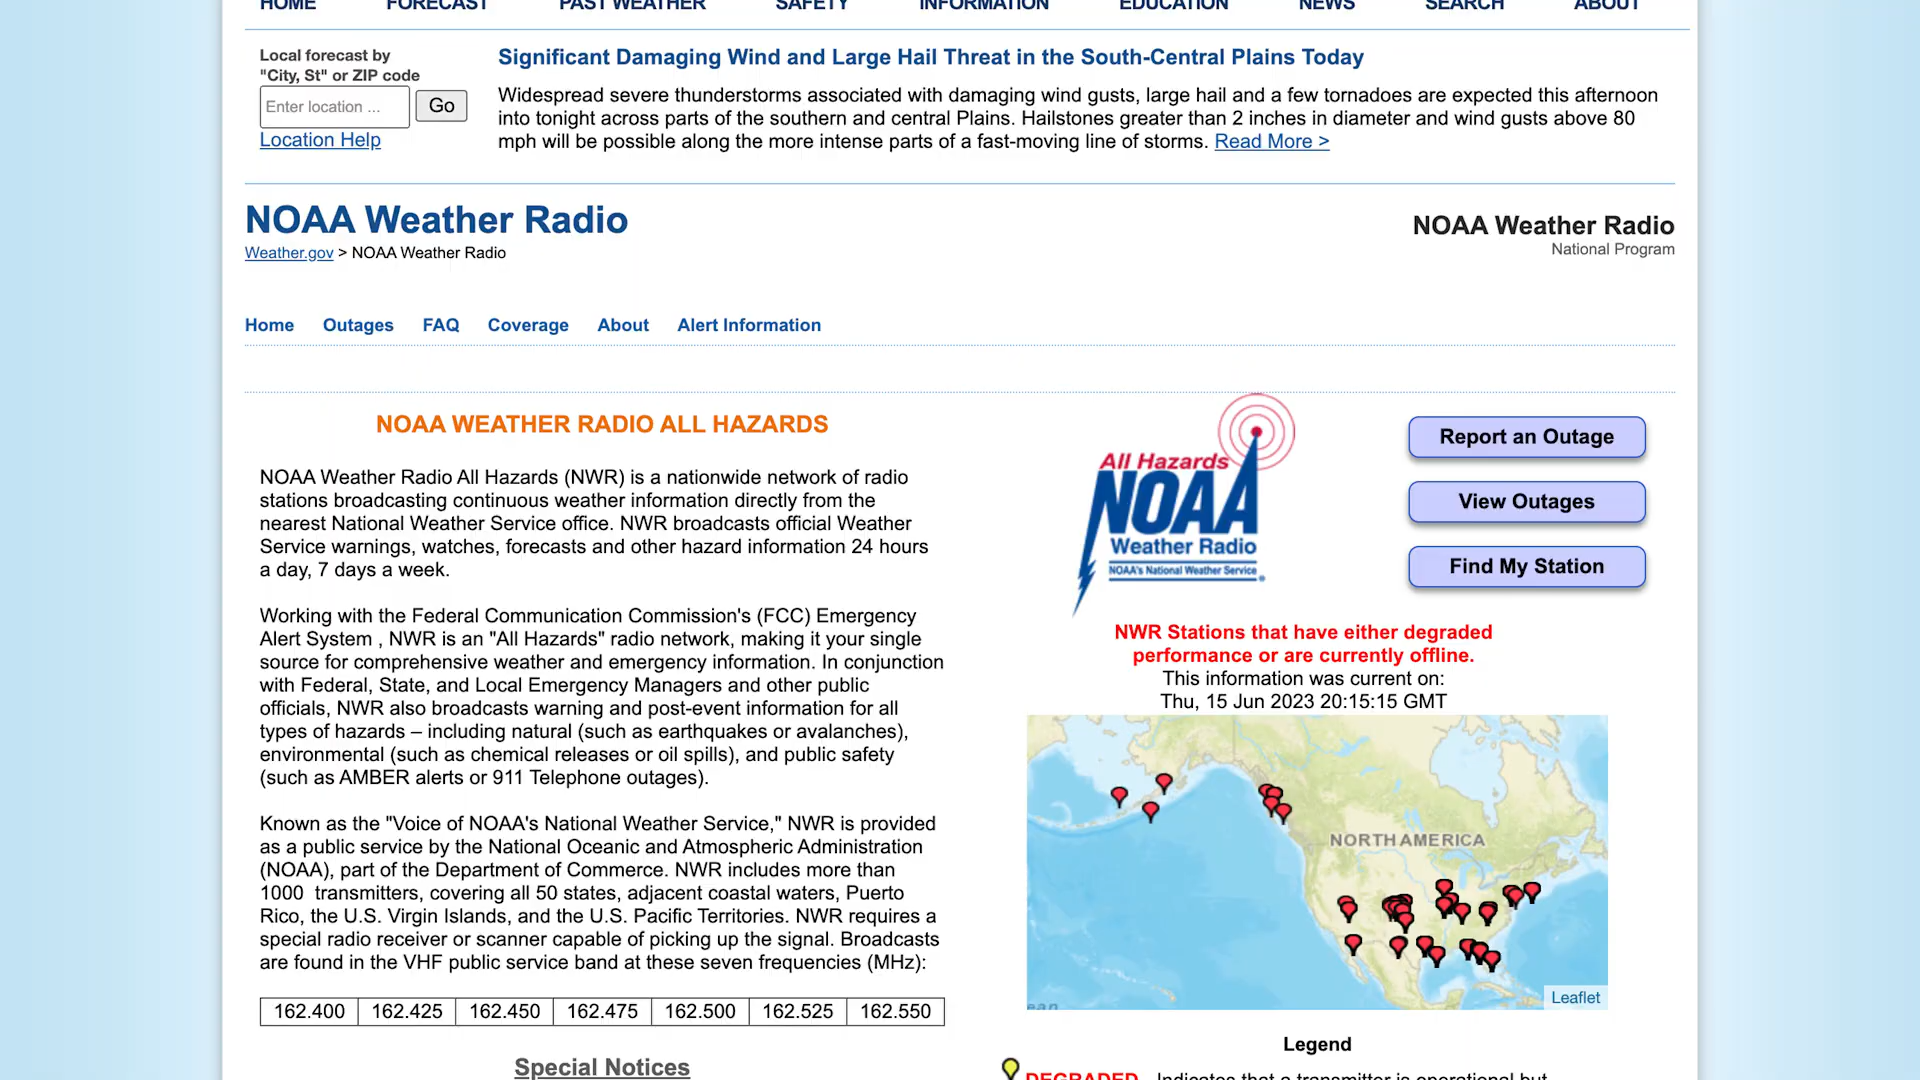 HOME FORECAST PAST WEATHER SAFETY INFORMATION EDUCATION NEWS SEARCH ABOUT
Local forecast by
"City, St" or ZIP code
Enter location ...
Go
Location Help
Significant Damaging Wind and Large Hail Threat in the South-Central Plains Today
Widespread severe thunderstorms associated with damaging wind gusts, large hail and a few tornadoes are expected this afternoon
into tonight across parts of the southern and central Plains. Hailstones greater than 2 inches in diameter and wind gusts above 80
mph will be possible along the more intense parts of a fast-moving line of storms. Read More >
NOAA Weather Radio
Weather.gov > NOAA Weather Radio
NOAA Weather Radio
National Program
Home Outages FAQ Coverage About Alert Information
NOAA WEATHER RADIO ALL HAZARDS
NOAA Weather Radio All Hazards (NWR) is a nationwide network of radio
stations broadcasting continuous weather information directly from the
nearest National Weather Service office. NWR broadcasts official Weather
Service warnings, watches, forecasts and other hazard information 24 hours
a day, 7 days a week.
Working with the Federal Communication Commission's (FCC) Emergency
Alert System , NWR is an "All Hazards" radio network, making it your single
source for comprehensive weather and emergency information. In conjunction
with Federal, State, and Local Emergency Managers and other public
officials, NWR also broadcasts warning and post-event information for all
types of hazards – including natural (such as earthquakes or avalanches),
environmental (such as chemical releases or oil spills), and public safety
(such as AMBER alerts or 911 Telephone outages).
Known as the "Voice of NOAA's National Weather Service," NWR is provided
as a public service by the National Oceanic and Atmospheric Administration
(NOAA), part of the Department of Commerce. NWR includes more than
1000 transmitters, covering all 50 states, adjacent coastal waters, Puerto
Rico, the U.S. Virgin Islands, and the U.S. Pacific Territories. NWR requires a
special radio receiver or scanner capable of picking up the signal. Broadcasts
are found in the VHF public service band at these seven frequencies (MHz):
162.400 162.425 162.450 162.475 162.500 162.525 162.550
Special Notices
All Hazards
NOAA
Weather Radio
NOAA's National Weather Service
Report an Outage
View Outages
Find My Station
NWR Stations that have either degraded
performance or are currently offline.
This information was current on:
Thu, 15 Jun 2023 20:15:15 GMT
NORTH AMERICA
Leaflet
Legend
DEGRADED - Indicates that a transmitter is operational but